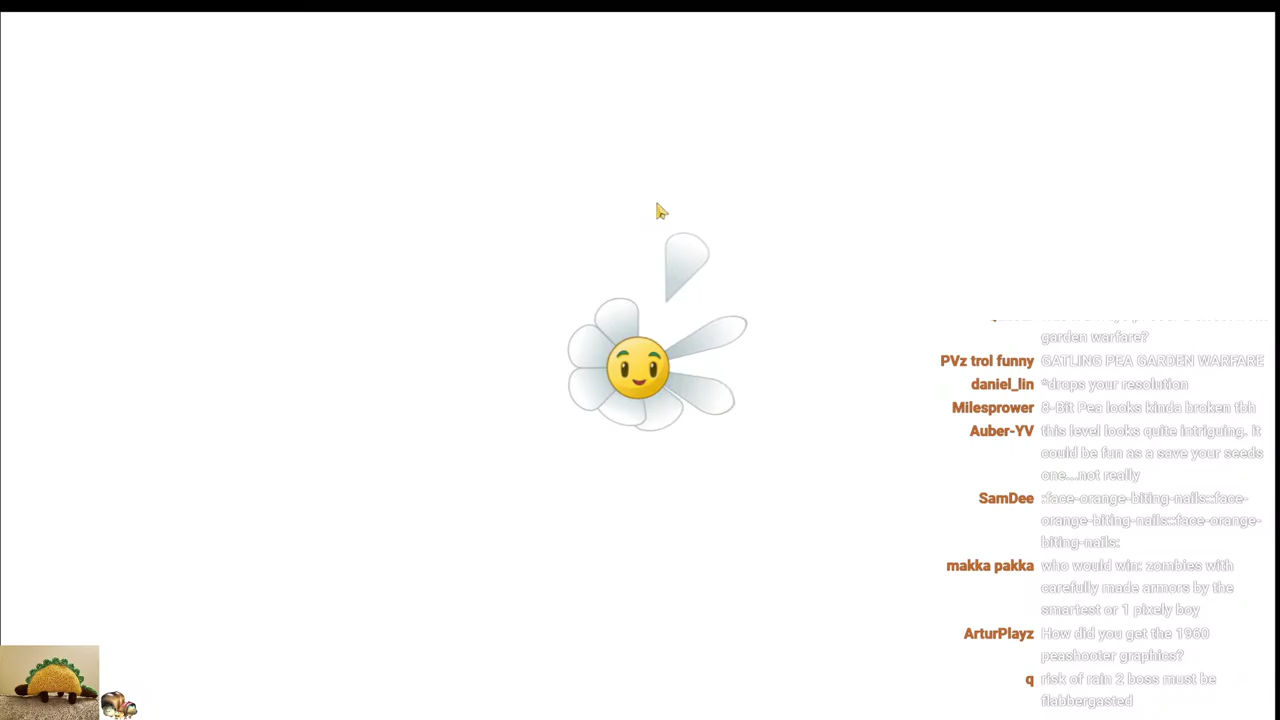 garden warfare?
PVz trol funny GATLING PEA GARDEN WARFARE
daniel_lin *drops your resolution
Milesprower 8-Bit Pea looks kinda broken tbh
Auber-YV this level looks quite intriguing. it
could be fun as a save your seeds
one...not really
SamDee :face-orange-biting-nails::face-
orange-biting-nails::face-orange-
biting-nails:
makka pakka who would win: zombies with
carefully made armors by the
smartest or 1 pixely boy
ArturPlayz How did you get the 1960
peashooter graphics?
q risk of rain 2 boss must be
flabbergasted